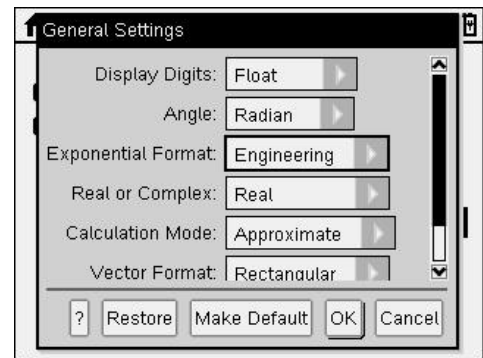 General Settings
Display Digits: Float
Angle: Radian
Exponential Format: Engineering
Real or Complex: Real
Calculation Mode: Approximate
Vector Format: Rectangular
? Restore Make Default OK Cancel